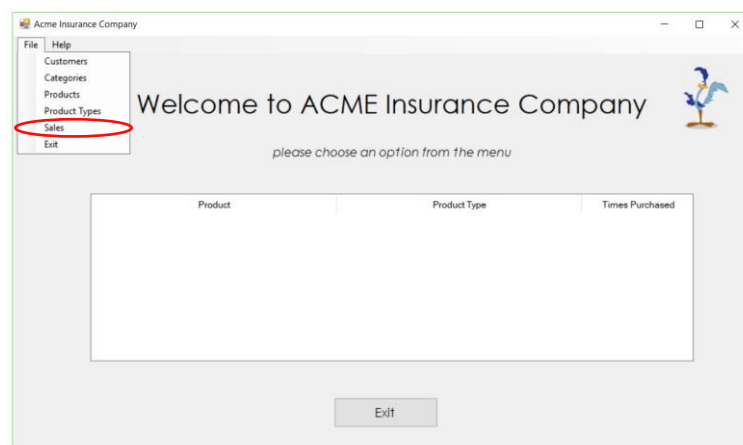 Acme Insurance Company
File Help
Customers
Categories
Products
Product Types
Sales
Exit
Welcome to ACME Insurance Company
please choose an option from the menu
Product Product Type Times Purchased
Exit